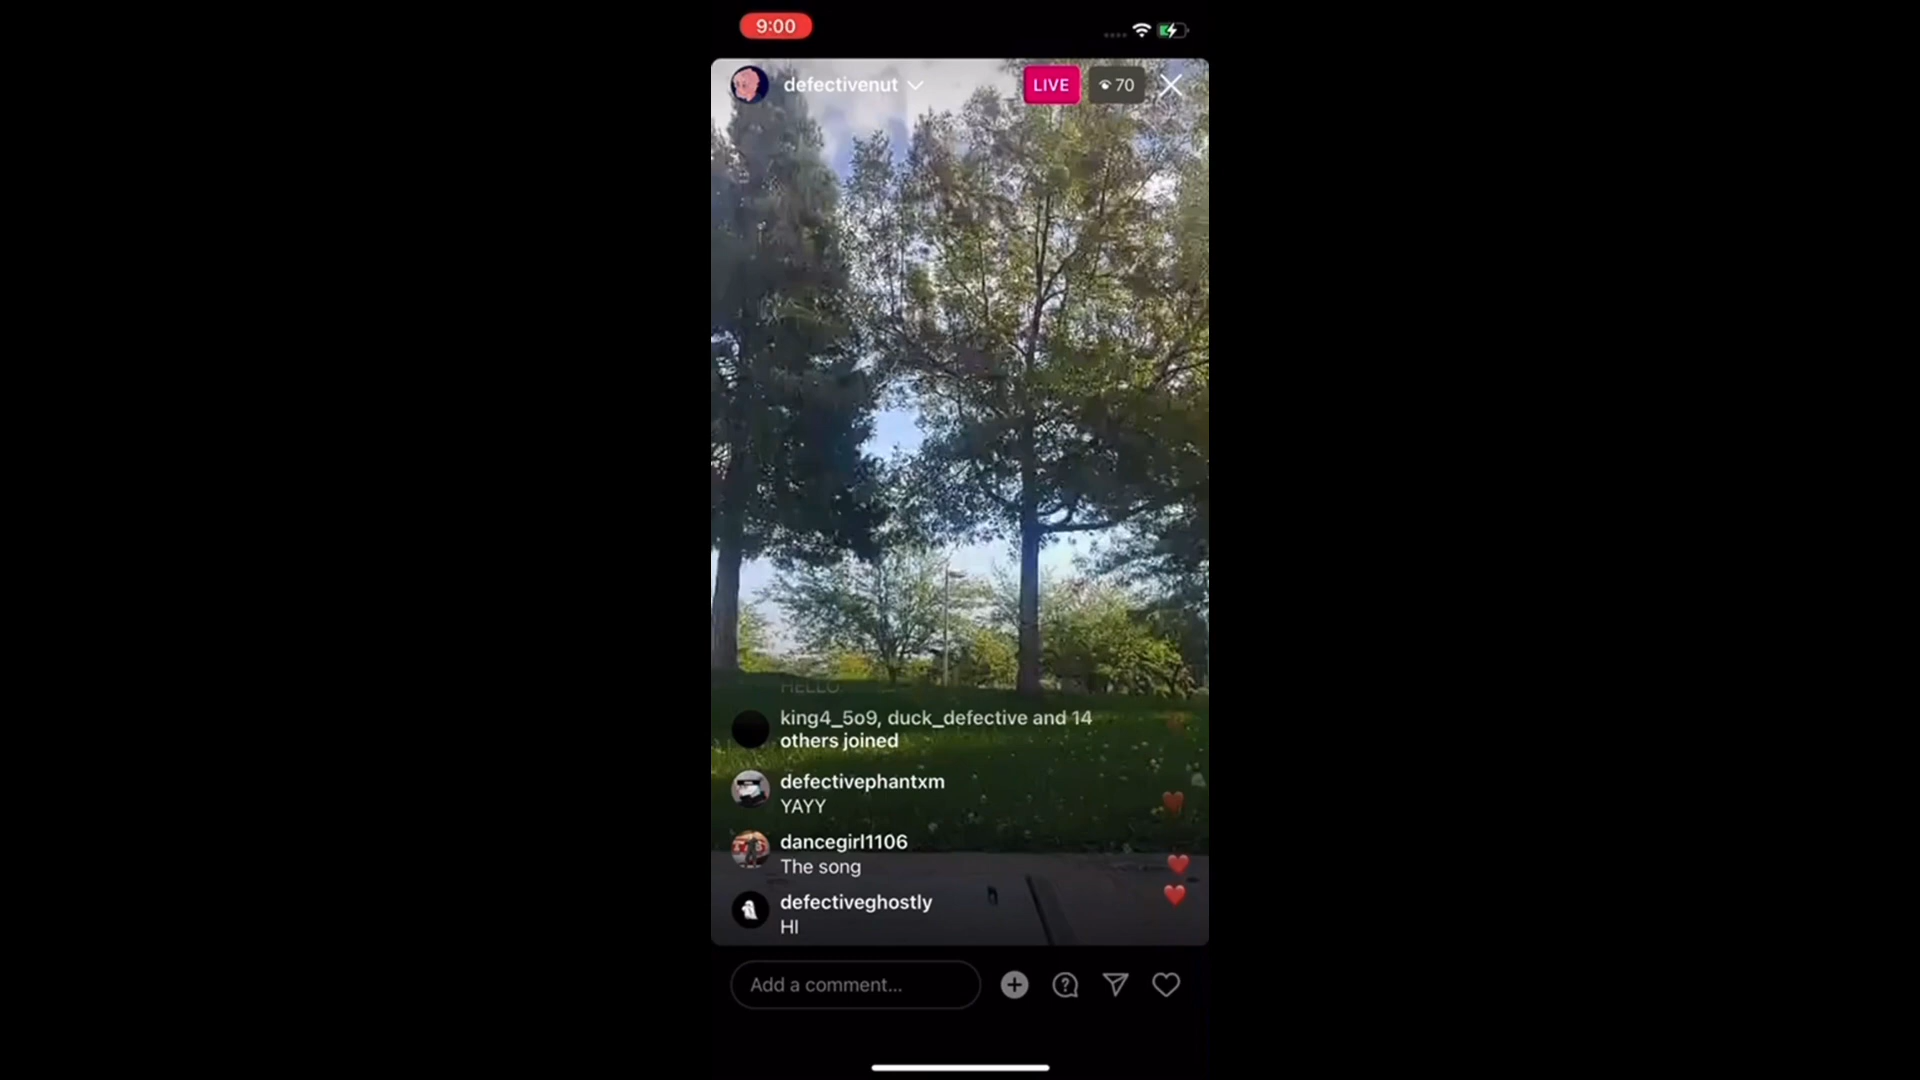 9:00
defectivenut
LIVE
70
HELLO
king4_5o9, duck_defective and 14
others joined
defectivephantxm
YAYY
dancegirl1106
The song
defectiveghostly
HI
Add a comment...